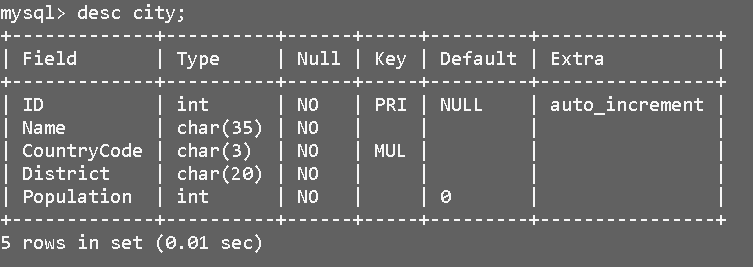 mysql> desc city;
+-------------+----------+------+-----+---------+----------------+
| Field       | Type     | Null | Key | Default | Extra          |
+-------------+----------+------+-----+---------+----------------+
| ID          | int      | NO   | PRI | NULL    | auto_increment |
| Name        | char(35) | NO   |     |         |                |
| CountryCode | char(3)  | NO   | MUL |         |                |
| District    | char(20) | NO   |     |         |                |
| Population  | int      | NO   |     | 0       |                |
+-------------+----------+------+-----+---------+----------------+
5 rows in set (0.01 sec)